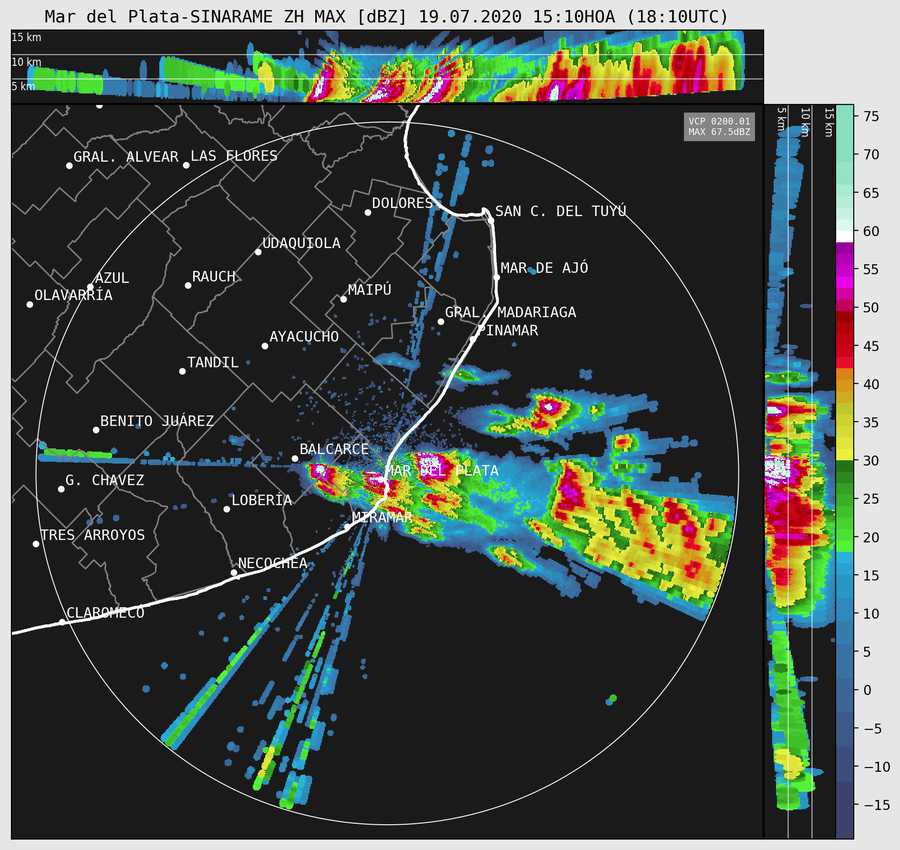 Mar del Plata-SINARAME ZH MAX [dBZ] 19.07.2020 15:10HOA (18:10UTC)
15 km
10 km
5 km
VCP 0200.01
MAX 67.5dBZ
5 km
10 km
15 km
GRAL. ALVEAR
LAS FLORES
DOLORES
SAN C. DEL TUYÚ
UDAQUIOLA
AZUL
RAUCH
MAR DE AJÓ
OLAVARRÍA
MAIPÚ
GRAL. MADARIAGA
PINAMAR
AYACUCHO
TANDIL
BENITO JUÁREZ
BALCARCE
MAR DEL PLATA
G. CHAVEZ
LOBERÍA
MIRAMAR
TRES ARROYOS
NECOCHEA
CLAROMECÓ
75
70
65
60
55
50
45
40
35
30
25
20
15
10
5
0
−5
−10
−15